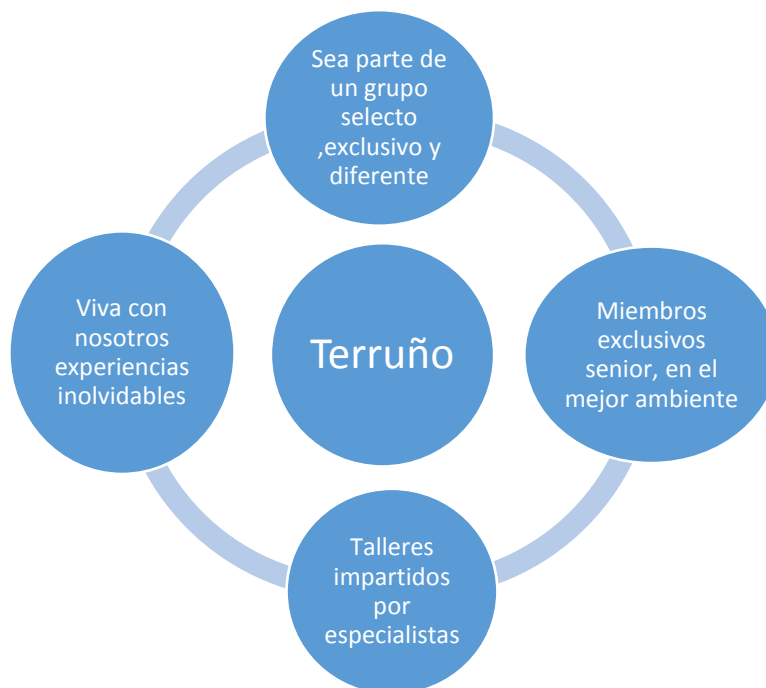 Sea parte de
un grupo
selecto
,exclusivo y
diferente
Viva con
nosotros
experiencias
inolvidables
Terruño
Miembros
exclusivos
senior, en el
mejor ambiente
Talleres
impartidos
por
especialistas